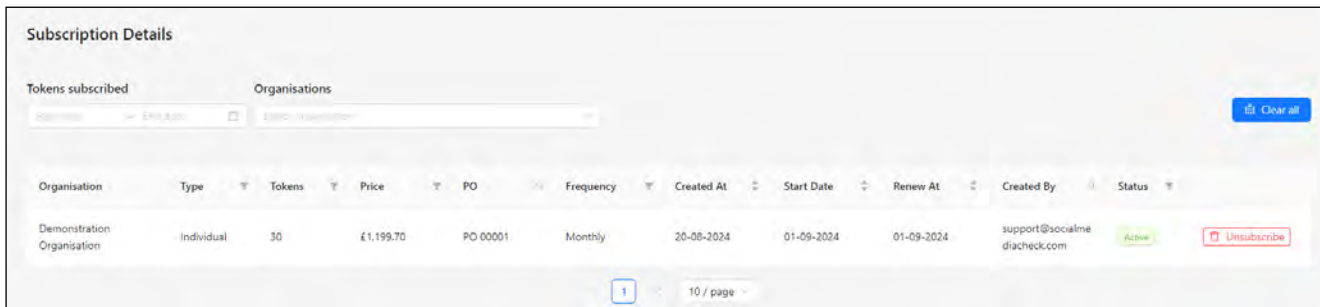 Subscription Details
Tokens subscribed Organisations
Clear all
Organisation Type Tokens Price PO Frequency Created At Start Date Renew At Created By Status
Demonstration Organisation Individual 30 £1,199.70 PO 00001 Monthly 20-08-2024 01-09-2024 01-09-2024 support@socialmediacheck.com Active Unsubscribe
1 10 / page